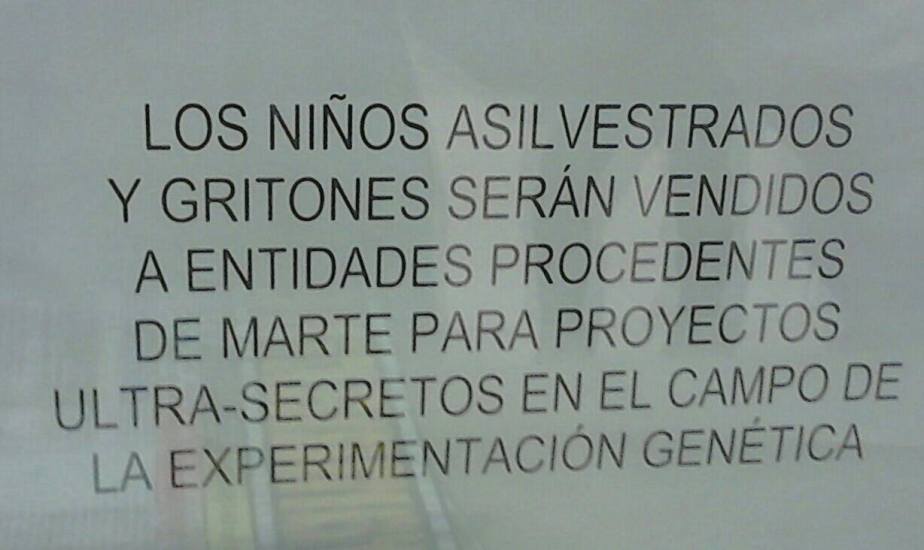 LOS NIÑOS ASILVESTRADOS
Y GRITONES SERÁN VENDIDOS
A ENTIDADES PROCEDENTES
DE MARTE PARA PROYECTOS
ULTRA-SECRETOS EN EL CAMPO DE
LA EXPERIMENTACIÓN GENÉTICA